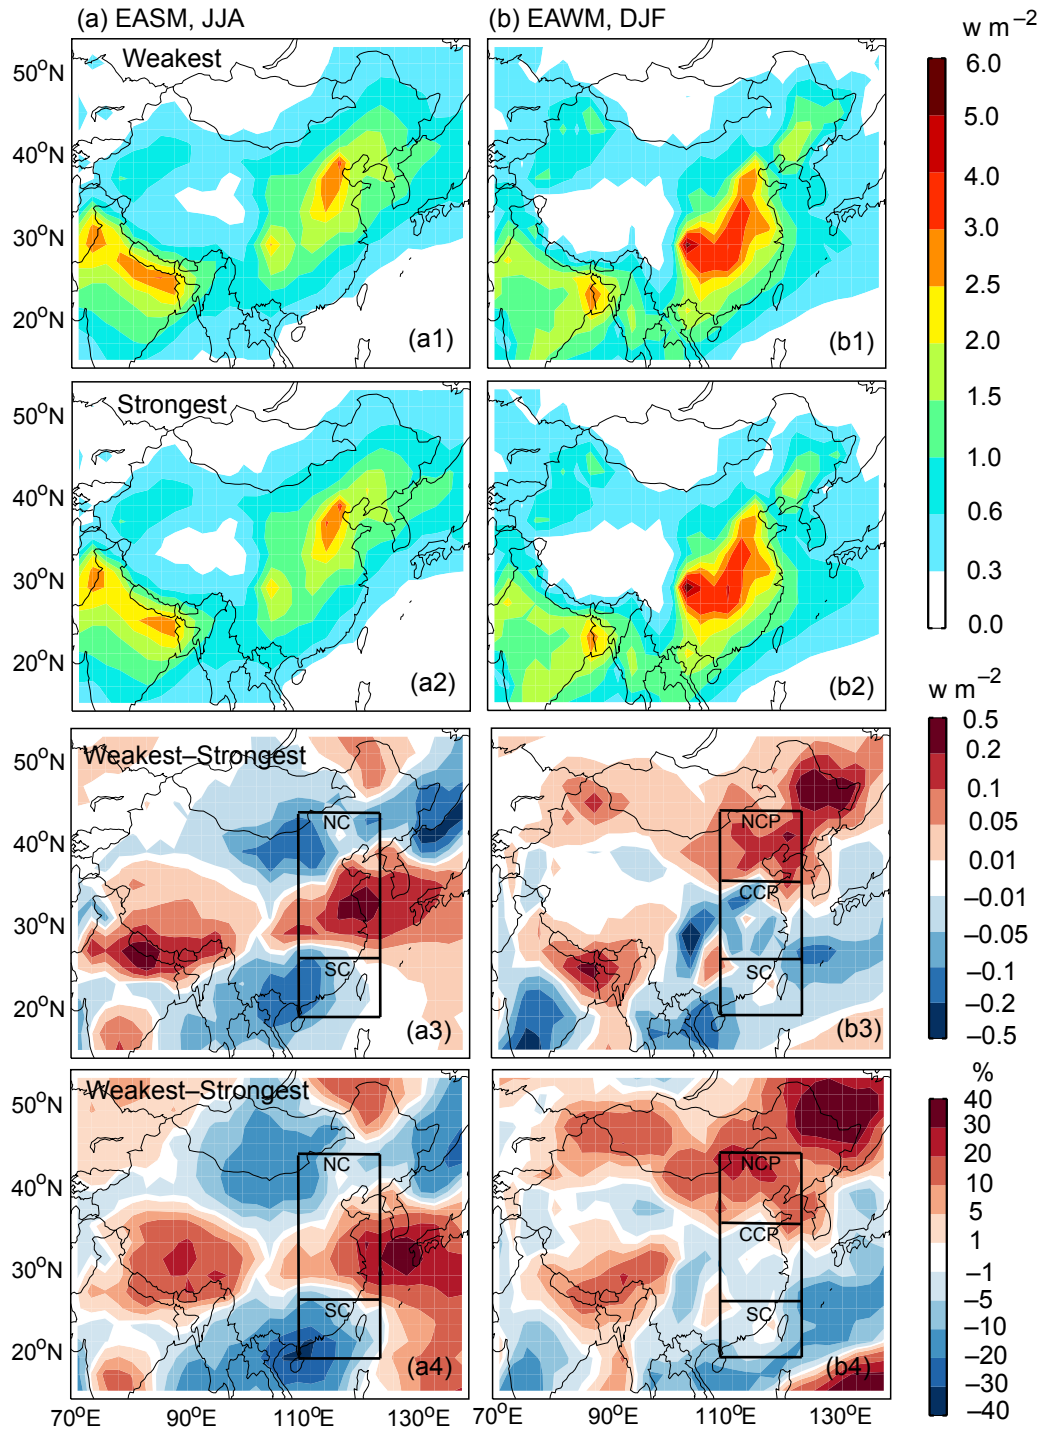 (a) EASM, JJA
(b) EAWM, DJF
w m⁻²
Weakest
50°N
40°N
30°N
20°N
(a1)
(b1)
6.0
5.0
4.0
3.0
2.5
2.0
1.5
1.0
0.6
0.3
0.0
Strongest
50°N
40°N
30°N
20°N
(a2)
(b2)
w m⁻²
Weakest–Strongest
50°N
40°N
30°N
20°N
NC
SC
(a3)
NCP
CCP
SC
(b3)
0.5
0.2
0.1
0.05
0.01
–0.01
–0.05
–0.1
–0.2
–0.5
Weakest–Strongest
50°N
40°N
30°N
20°N
NC
SC
(a4)
NCP
CCP
SC
(b4)
%
40
30
20
10
5
1
–1
–5
–10
–20
–30
–40
70°E 90°E 110°E 130°E
70°E 90°E 110°E 130°E